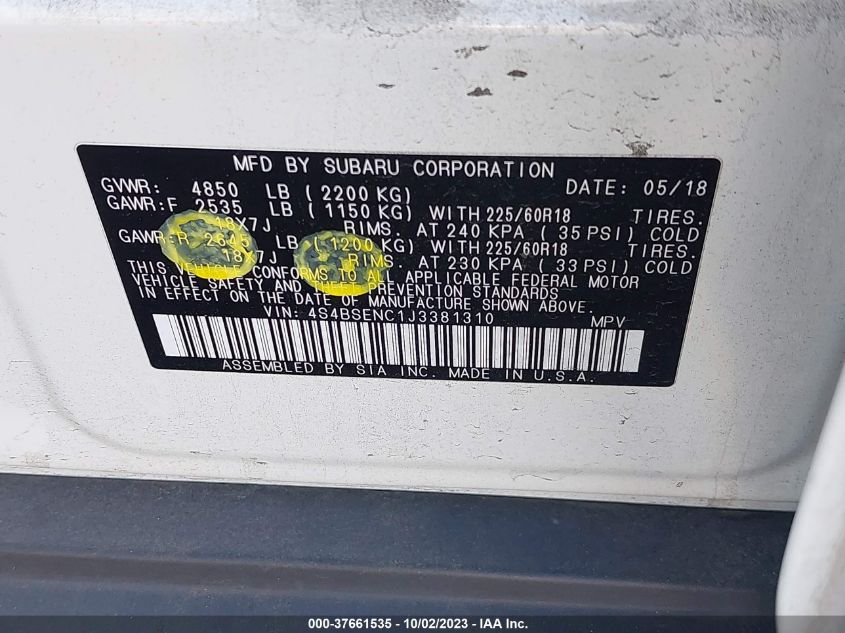 MFD BY SUBARU CORPORATION
GVWR: 4850 LB (2200 KG) DATE: 05/18
GAWR:F 2535 LB (1150 KG) WITH 225/60R18 TIRES.
18X7J RIMS. AT 240 KPA (35 PSI) COLD
GAWR:R 2645 LB (1200 KG) WITH 225/60R18 TIRES.
18X7J RIMS. AT 230 KPA (33 PSI) COLD
THIS VEHICLE CONFORMS TO ALL APPLICABLE FEDERAL MOTOR
VEHICLE SAFETY AND THEFT PREVENTION STANDARDS
IN EFFECT ON THE DATE OF MANUFACTURE SHOWN ABOVE.
VIN: 4S4BSENC1J3381310 MPV
ASSEMBLED BY SIA INC. MADE IN U.S.A.
000-37661535 - 10/02/2023 - IAA Inc.